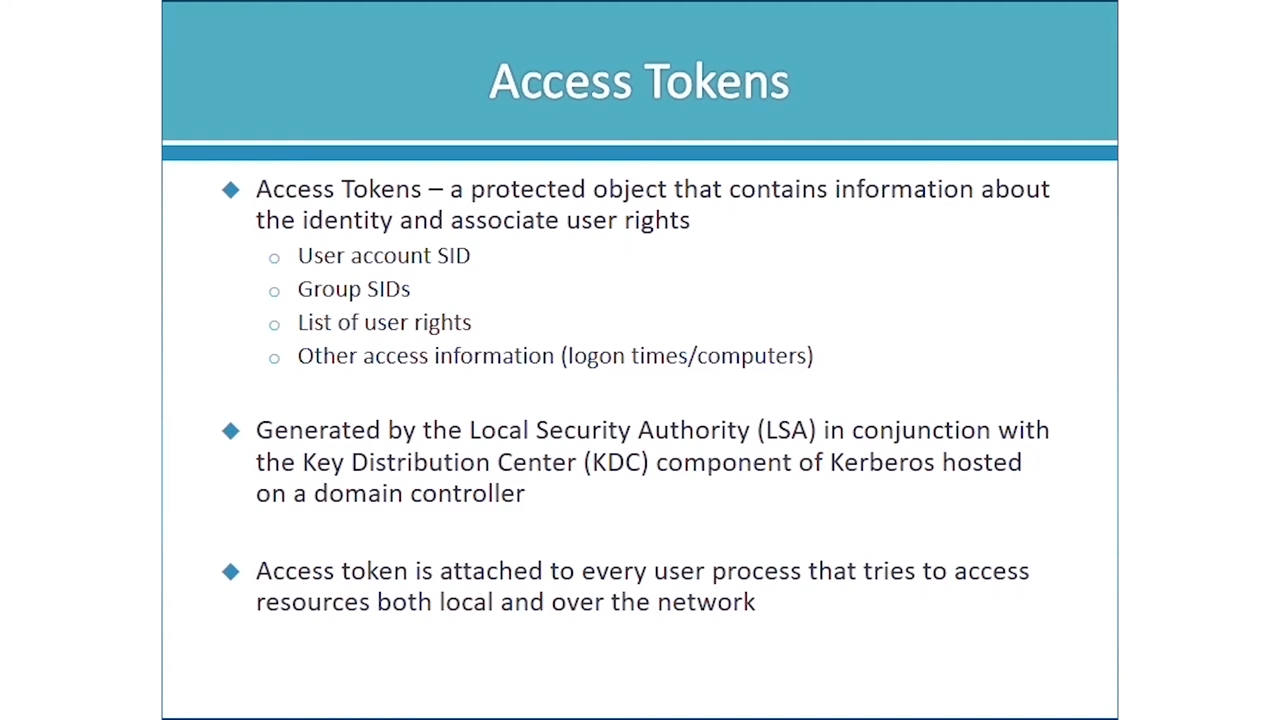 Access Tokens
Access Tokens – a protected object that contains information about
the identity and associate user rights
User account SID
Group SIDs
List of user rights
Other access information (logon times/computers)
Generated by the Local Security Authority (LSA) in conjunction with
the Key Distribution Center (KDC) component of Kerberos hosted
on a domain controller
Access token is attached to every user process that tries to access
resources both local and over the network